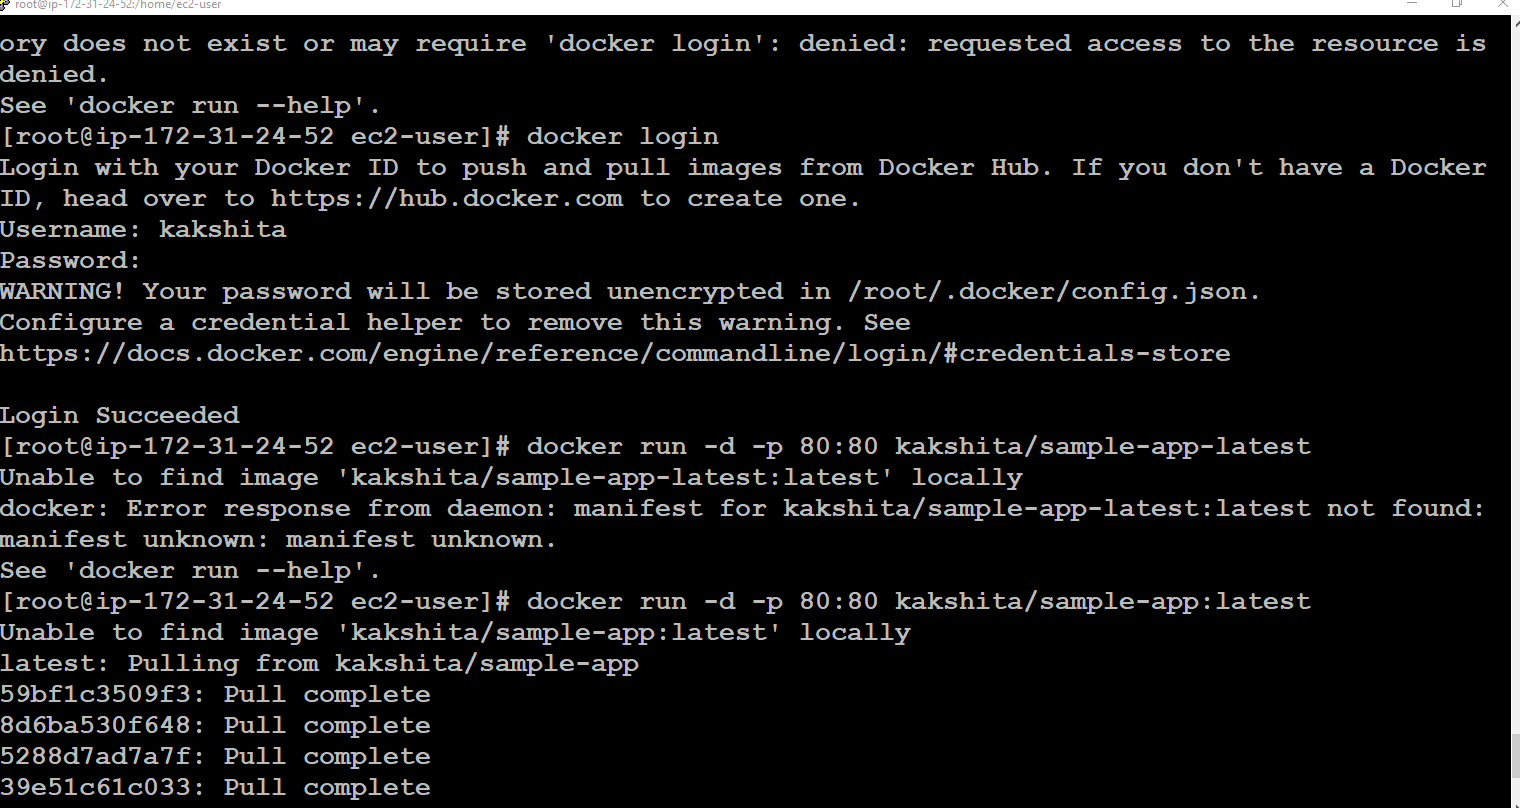 root@ip-172-31-24-52:/home/ec2-user
ory does not exist or may require 'docker login': denied: requested access to the resource is
denied.
See 'docker run --help'.
[root@ip-172-31-24-52 ec2-user]# docker login
Login with your Docker ID to push and pull images from Docker Hub. If you don't have a Docker
ID, head over to https://hub.docker.com to create one.
Username: kakshita
Password:
WARNING! Your password will be stored unencrypted in /root/.docker/config.json.
Configure a credential helper to remove this warning. See
https://docs.docker.com/engine/reference/commandline/login/#credentials-store
Login Succeeded
[root@ip-172-31-24-52 ec2-user]# docker run -d -p 80:80 kakshita/sample-app-latest
Unable to find image 'kakshita/sample-app-latest:latest' locally
docker: Error response from daemon: manifest for kakshita/sample-app-latest:latest not found:
manifest unknown: manifest unknown.
See 'docker run --help'.
[root@ip-172-31-24-52 ec2-user]# docker run -d -p 80:80 kakshita/sample-app:latest
Unable to find image 'kakshita/sample-app:latest' locally
latest: Pulling from kakshita/sample-app
59bf1c3509f3: Pull complete
8d6ba530f648: Pull complete
5288d7ad7a7f: Pull complete
39e51c61c033: Pull complete